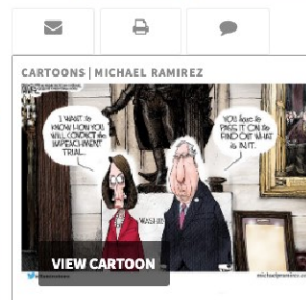 CARTOONS | MICHAEL RAMIREZ
I WANT to
KNOW HOW YOU
WILL CONDUCT the
IMPEACHMENT
TRIAL.
YOU have to
PASS IT ON to
FIND OUT WHAT
is IN IT.
VIEW CARTOON